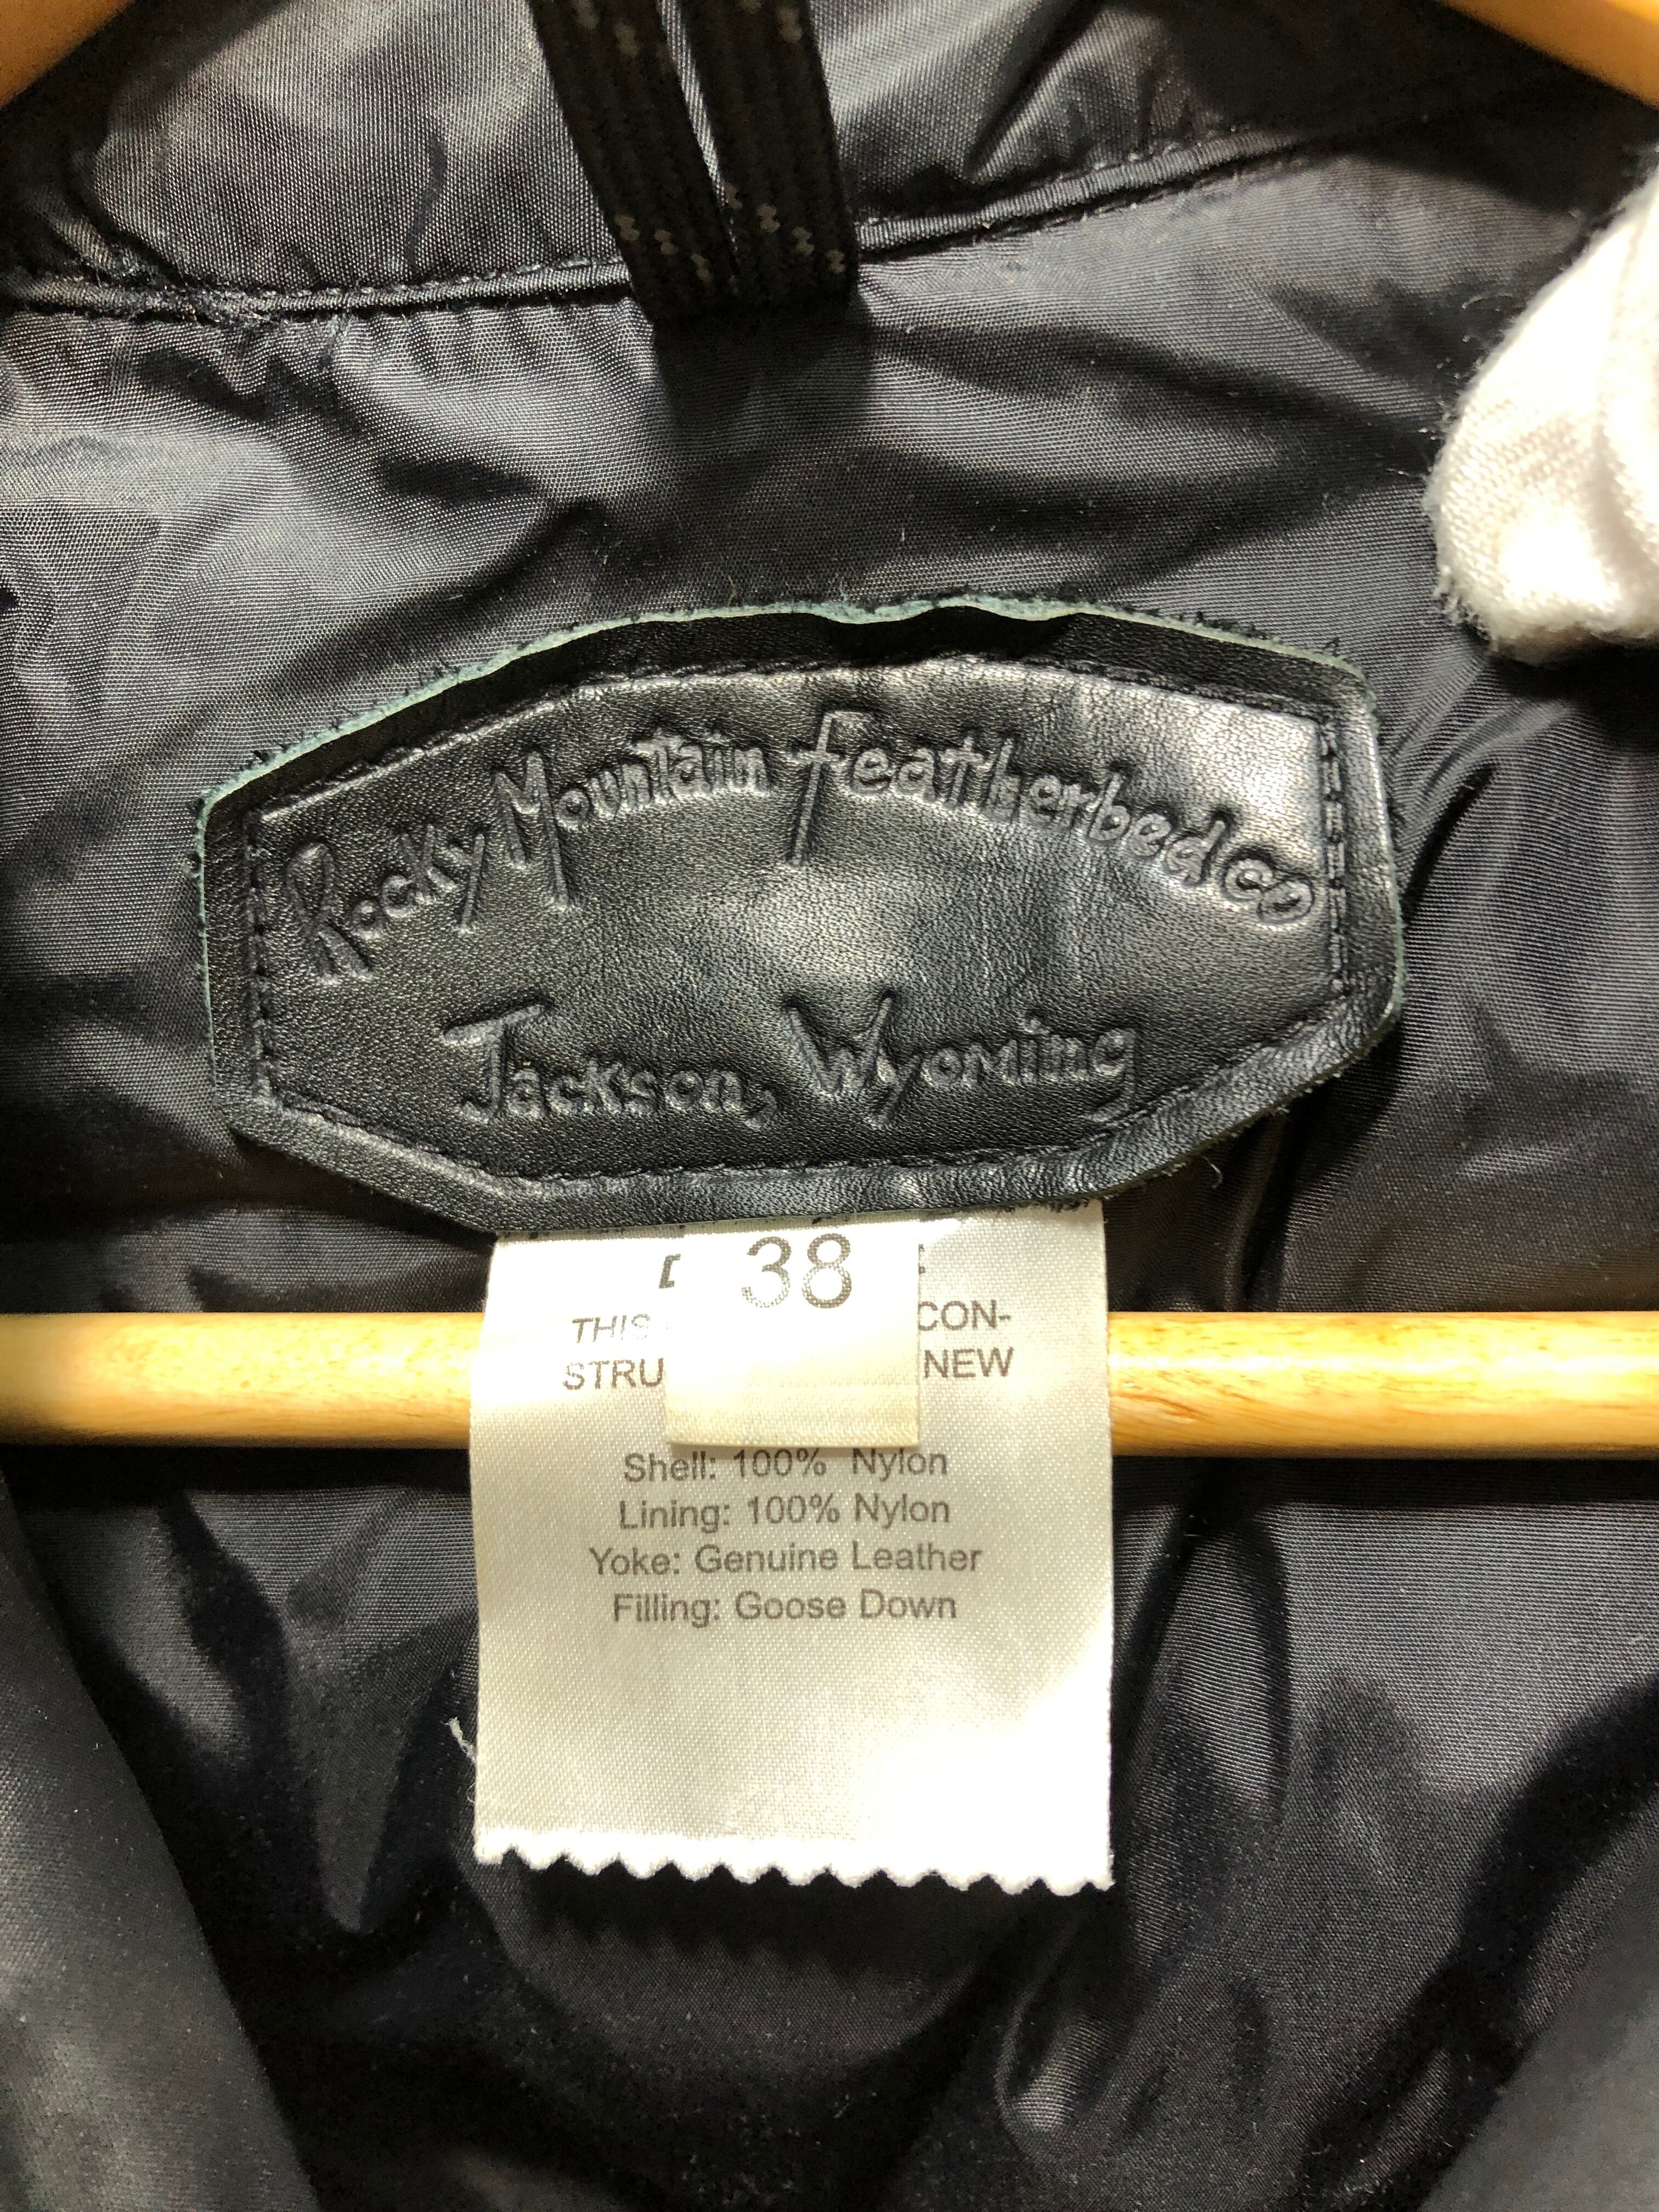 Rocky Mountain Featherbed Co
Jackson, Wyoming
38
THIS CON-
STRU NEW
Shell: 100% Nylon
Lining: 100% Nylon
Yoke: Genuine Leather
Filling: Goose Down